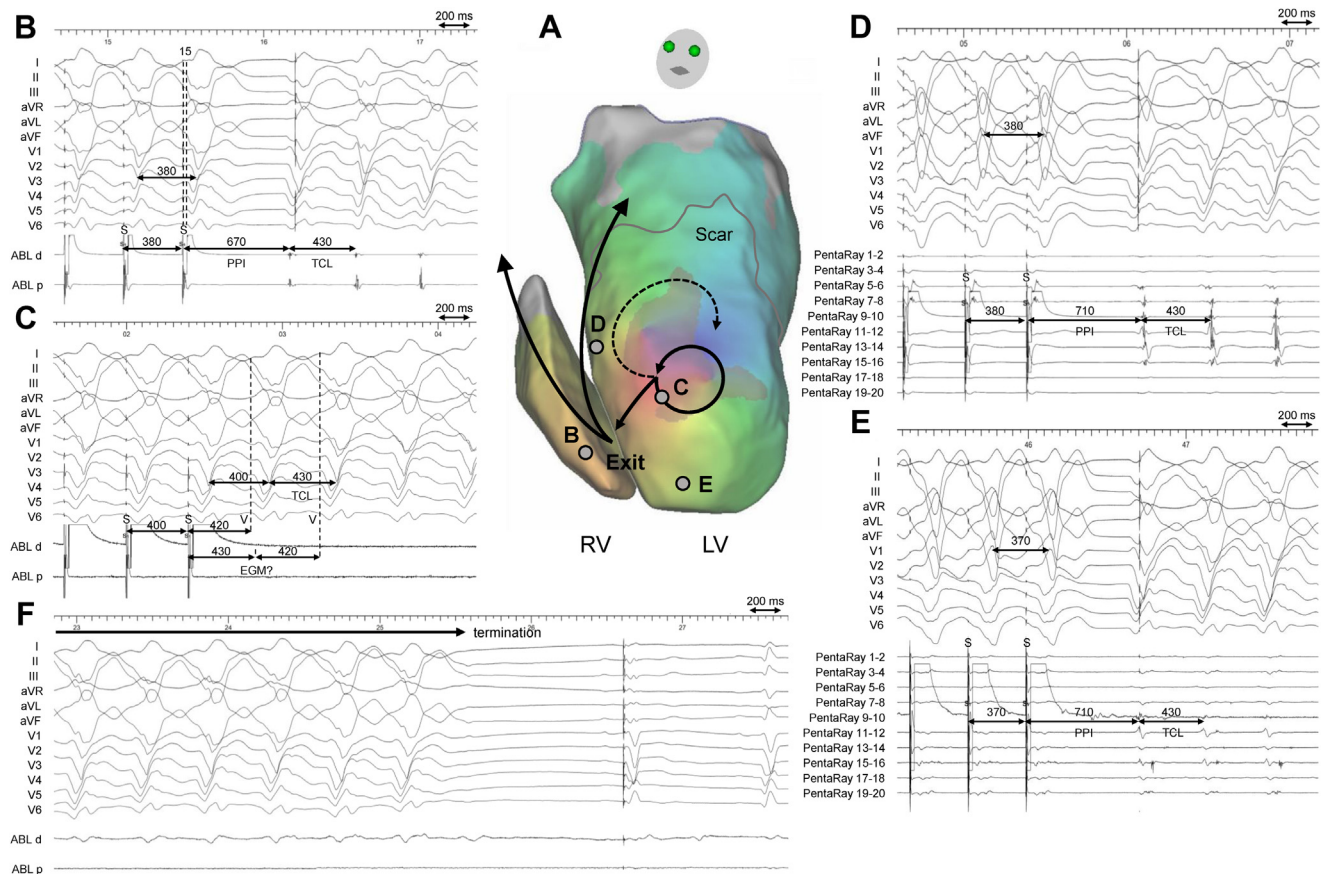 B
200 ms
15 16 17
15
I
II
III
aVR
aVL
aVF
V1
V2
380
V3
V4
V5
V6
S S
380 670 430
ABL d
PPI TCL
ABL p
C
200 ms
02 03 04
I
II
III
aVR
aVL
aVF
V1
V2
V3
400 430
V4
TCL
V5
V6
S S V V
400 420
ABL d
430 420
ABL p
EGM?
A
Scar
D
C
B
Exit
E
RV LV
D
200 ms
05 06 07
I
II
III
aVR
aVL
380
aVF
V1
V2
V3
V4
V5
V6
PentaRay 1-2
PentaRay 3-4
S S
PentaRay 5-6
PentaRay 7-8
380 710 430
PentaRay 9-10
PPI TCL
PentaRay 11-12
PentaRay 13-14
PentaRay 15-16
PentaRay 17-18
PentaRay 19-20
E
200 ms
46 47
I
II
III
aVR
aVL
aVF
370
V1
V2
V3
V4
V5
V6
S S
PentaRay 1-2
PentaRay 3-4
PentaRay 5-6
PentaRay 7-8
370 710 430
PentaRay 9-10
PPI TCL
PentaRay 11-12
PentaRay 13-14
PentaRay 15-16
PentaRay 17-18
PentaRay 19-20
F
200 ms
23 24 25 26 27
termination
I
II
III
aVR
aVL
aVF
V1
V2
V3
V4
V5
V6
ABL d
ABL p